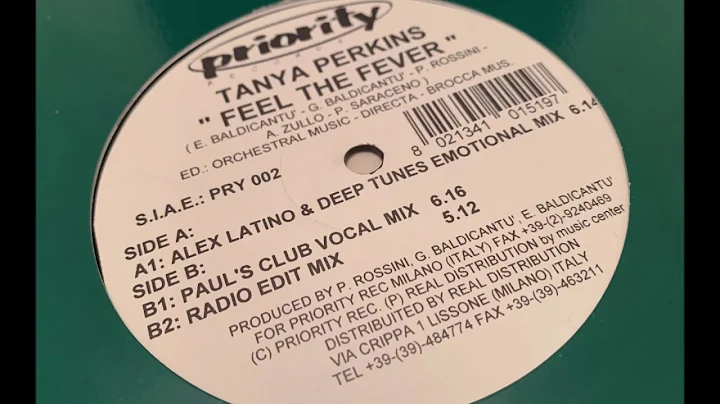 priority
RECORDS
TANYA PERKINS
" FEEL THE FEVER "
( E. BALDICANTU' - G. BALDICANTU' - P. ROSSINI -
A. ZULLO - P. SARACENO )
ED.: ORCHESTRAL MUSIC - DIRECTA - BROCCA MUS.
8 021341 015197
S.I.A.E.: PRY 002
SIDE A:
A1: ALEX LATINO & DEEP TUNES EMOTIONAL MIX 6.14
SIDE B:
B1: PAUL'S CLUB VOCAL MIX 6.16
B2: RADIO EDIT MIX 5.12
PRODUCED BY P. ROSSINI, G. BALDICANTU', E. BALDICANTU'
FOR PRIORITY REC MILANO (ITALY) FAX +39-(2)-9240469
(C) PRIORITY REC. (P) REAL DISTRIBUTION by music center
DISTRIBUITED BY REAL DISTRIBUTION
VIA CRIPPA 1 LISSONE (MILANO) ITALY
TEL +39-(39)-484774 FAX +39-(39)-463211